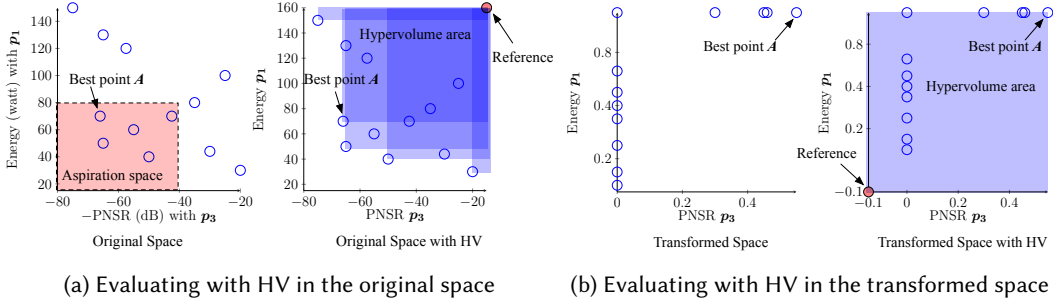 140
120
100
80
60
40
20
Energy (watt) with p1
Best point A
Aspiration space
−80
−60
−40
−20
−PNSR (dB) with p3
Original Space
160
140
120
100
80
60
40
20
Energy p1
Hypervolume area
Reference
Best point A
−80
−60
−40
−20
PNSR p3
Original Space with HV
(a) Evaluating with HV in the original space
1
0.8
0.4
0.2
Energy p1
Best point A
0
0.2
0.4
PNSR p3
Transformed Space
0.8
0.2
−0.1
Energy p1
Best point A
Hypervolume area
Reference
−0.1
0
0.2
0.4
PNSR p3
Transformed Space with HV
(b) Evaluating with HV in the transformed space